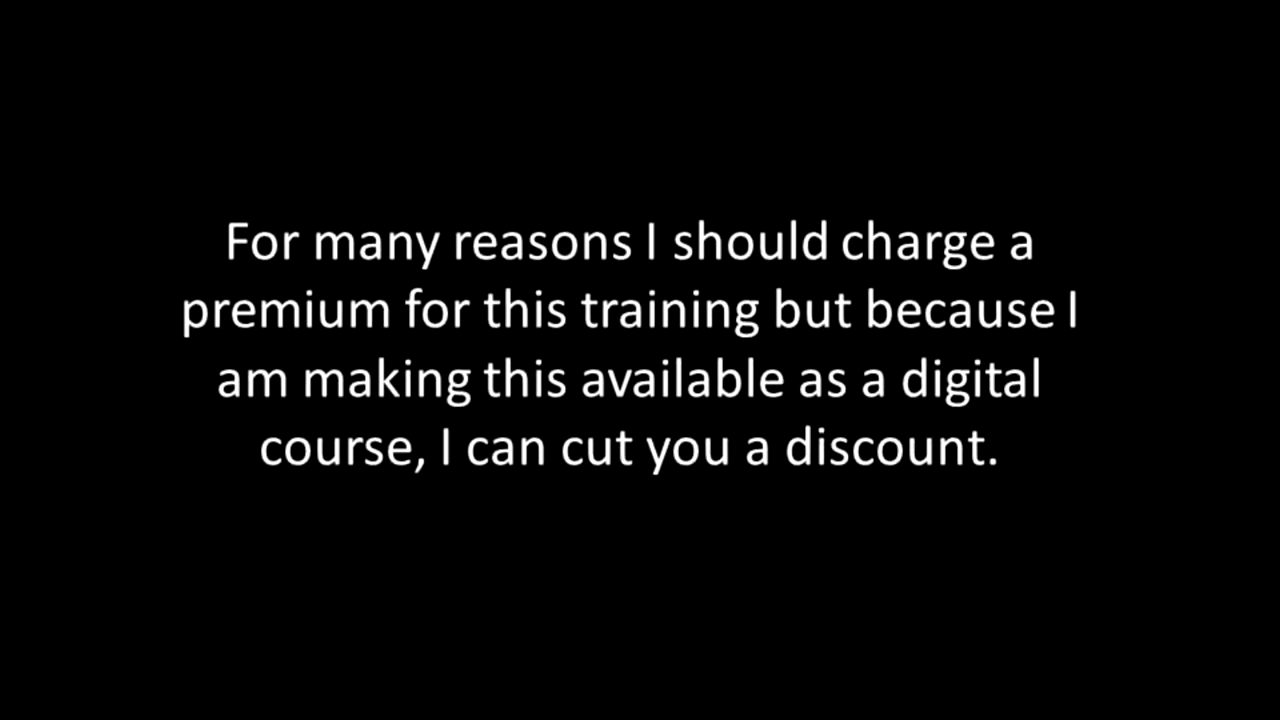 For many reasons I should charge a
premium for this training but because I
am making this available as a digital
course, I can cut you a discount.